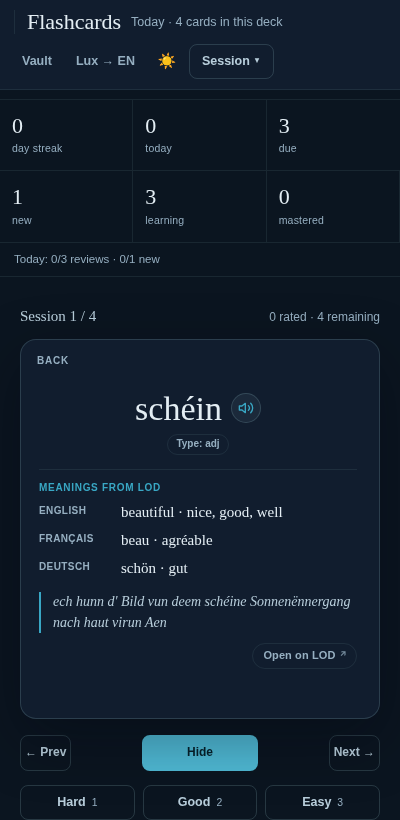 Flashcards Today · 4 cards in this deck
Vault Lux → EN ☀️ Session ▾
0 0 3
day streak today due
1 3 0
new learning mastered
Today: 0/3 reviews · 0/1 new
Session 1 / 4 0 rated · 4 remaining
BACK
schéin
Type: adj
MEANINGS FROM LOD
ENGLISH beautiful · nice, good, well
FRANÇAIS beau · agréable
DEUTSCH schön · gut
ech hunn d' Bild vun deem schéine Sonnenënnergang
nach haut virun Aen
Open on LOD ↗
← Prev Hide Next →
Hard 1 Good 2 Easy 3